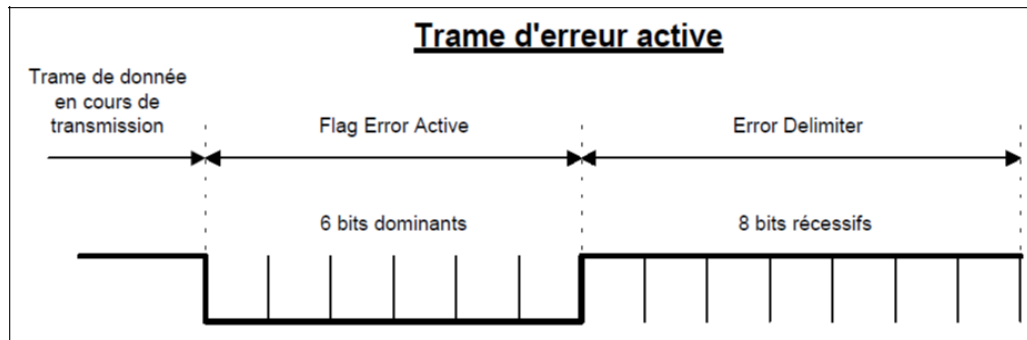 Trame d'erreur active
Trame de donnée
en cours de
transmission
Flag Error Active
Error Delimiter
6 bits dominants
8 bits récessifs